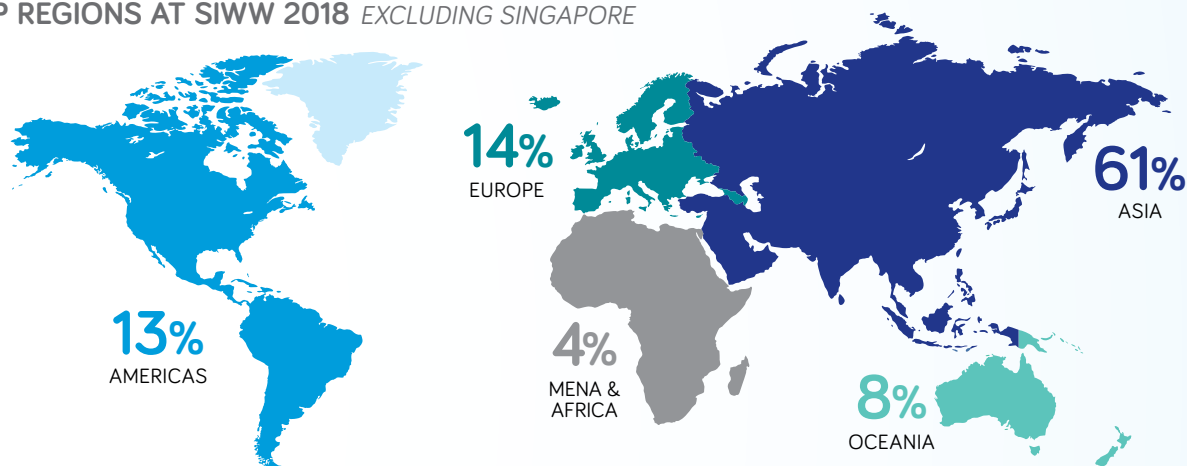 REGIONS AT SIWW 2018 EXCLUDING SINGAPORE
14%
EUROPE
61%
ASIA
13%
AMERICAS
4%
MENA &
AFRICA
8%
OCEANIA